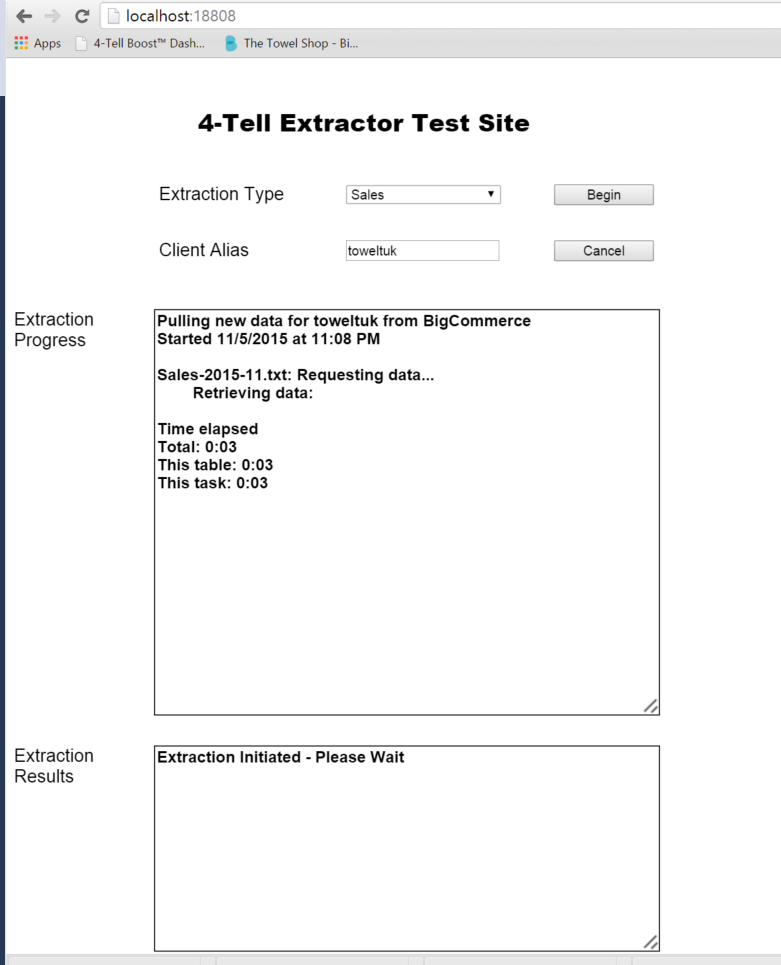 localhost:18808
Apps 4-Tell Boost™ Dash... The Towel Shop - Bi...
4-Tell Extractor Test Site
Extraction Type Sales Begin
Client Alias toweltuk Cancel
Extraction
Progress
Pulling new data for toweltuk from BigCommerce
Started 11/5/2015 at 11:08 PM
Sales-2015-11.txt: Requesting data...
Retrieving data:
Time elapsed
Total: 0:03
This table: 0:03
This task: 0:03
Extraction
Results
Extraction Initiated - Please Wait